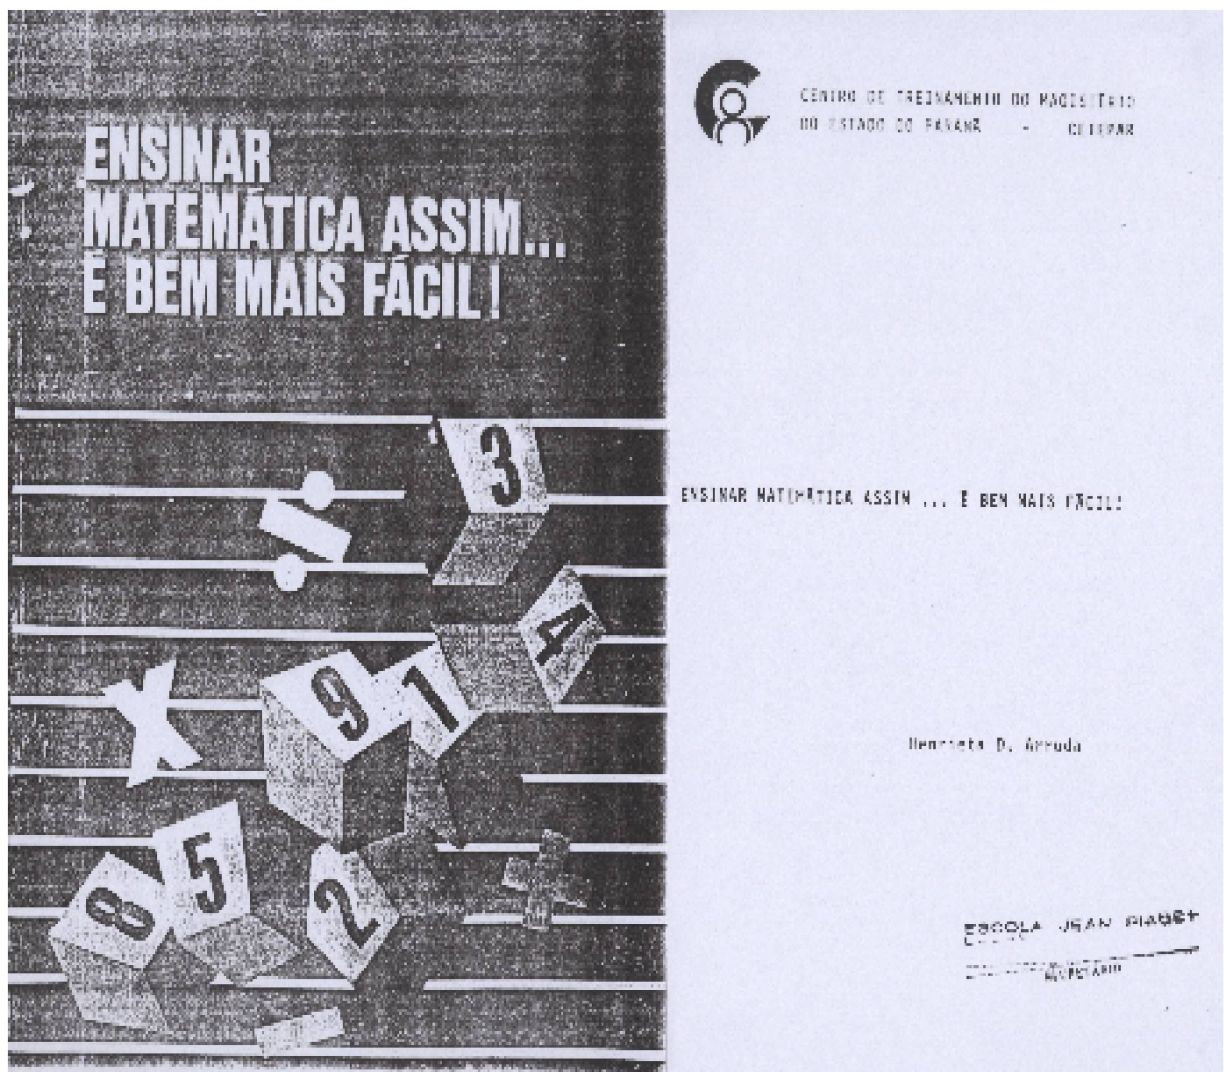 ENSINAR
MATEMÁTICA ASSIM...
É BEM MAIS FÁCIL!
3
4
9 1
5
8
2
CENTRO DE TREINAMENTO DO MAGISTÉRIO
DO ESTADO DO PARANÁ - CETEPAR
ENSINAR MATEMÁTICA ASSIM ... É BEM MAIS FÁCIL!
Henrieta D. Arruda
ESCOLA JEAN PIAGET
SECRETÁRIO